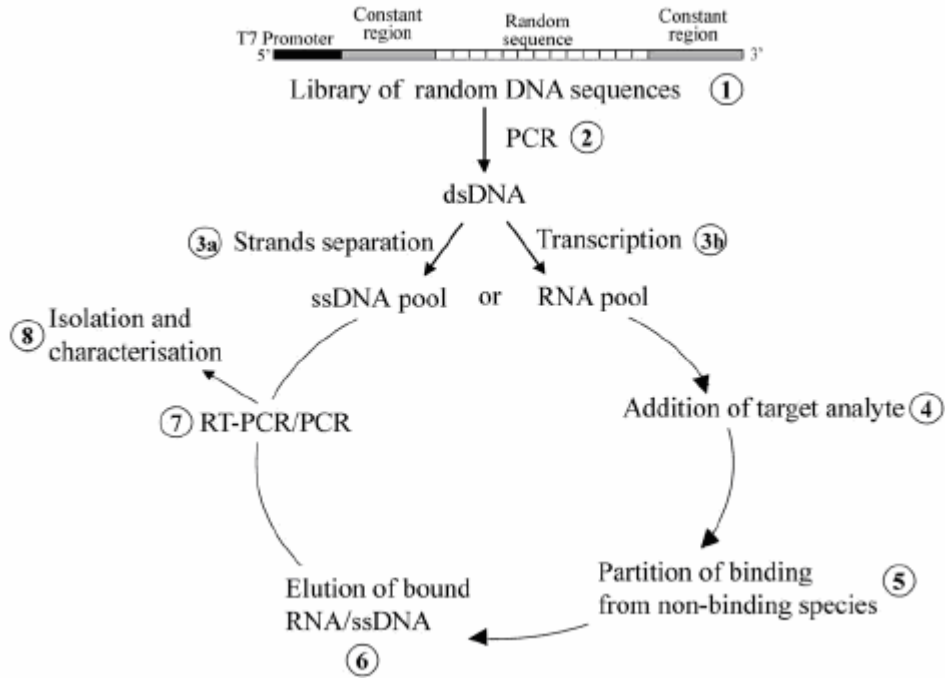 Constant
region
Random
sequence
Constant
region
T7 Promoter
5’
3’
Library of random DNA sequences 1
PCR 2
dsDNA
3a Strands separation
Transcription 3b
ssDNA pool or RNA pool
8 Isolation and
characterisation
7 RT-PCR/PCR
Addition of target analyte 4
Partition of binding
from non-binding species 5
Elution of bound
RNA/ssDNA
6